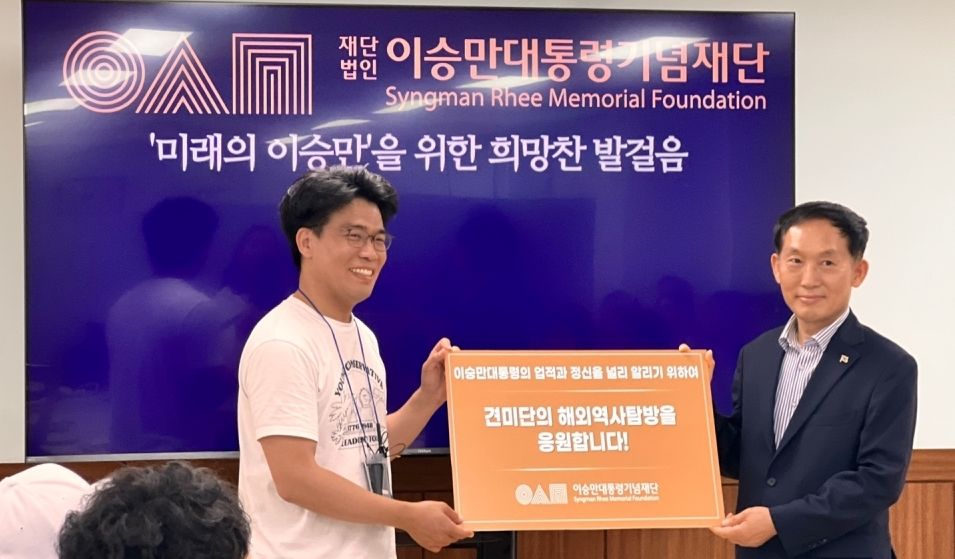 재단법인 이승만대통령기념재단
Syngman Rhee Memorial Foundation
'미래의 이승만'을 위한 희망찬 발걸음
이승만대통령의 업적과 정신을 널리 알리기 위하여
견미단의 해외역사탐방을
응원합니다!
이승만대통령기념재단
Syngman Rhee Memorial Foundation
1776 1948